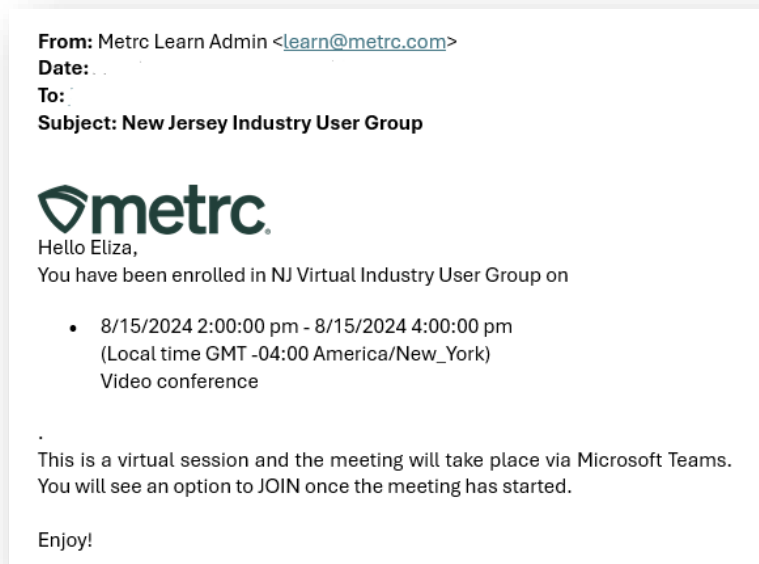 From: Metrc Learn Admin <learn@metrc.com>
Date:
To:
Subject: New Jersey Industry User Group
metrc®
Hello Eliza,
You have been enrolled in NJ Virtual Industry User Group on
• 8/15/2024 2:00:00 pm - 8/15/2024 4:00:00 pm
(Local time GMT -04:00 America/New_York)
Video conference
.
This is a virtual session and the meeting will take place via Microsoft Teams.
You will see an option to JOIN once the meeting has started.
Enjoy!